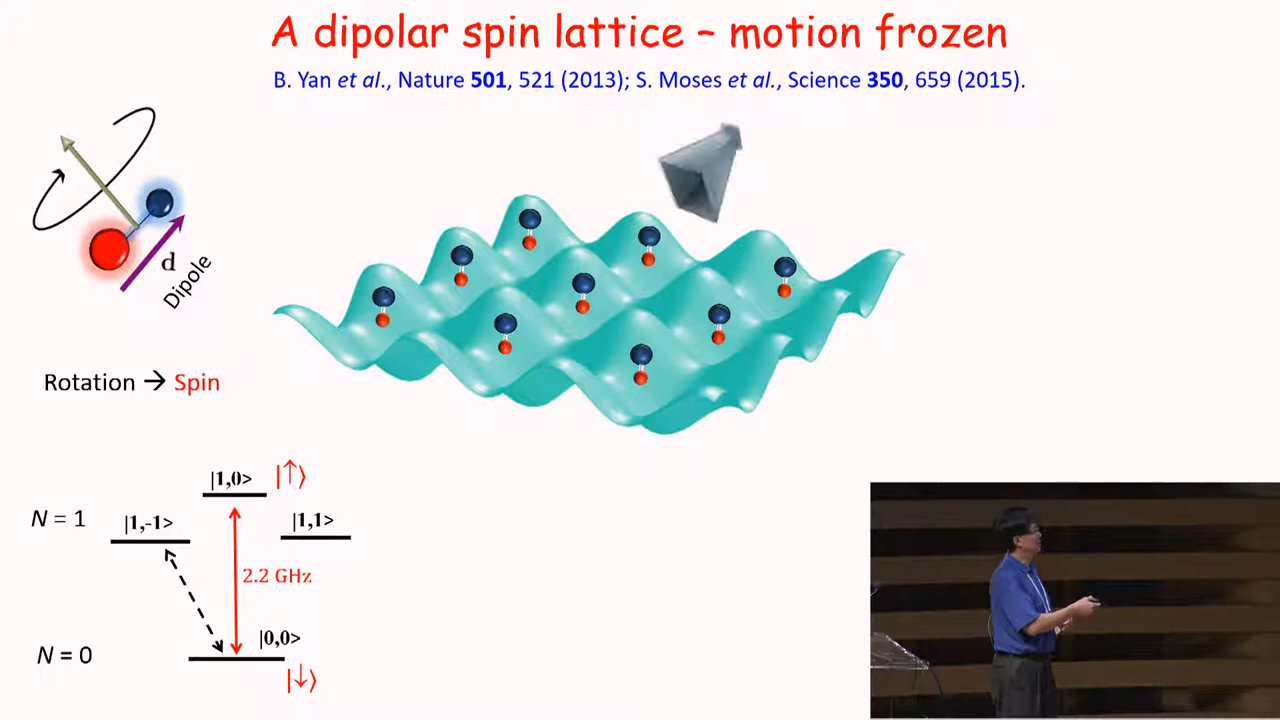 A dipolar spin lattice – motion frozen
B. Yan et al., Nature 501, 521 (2013); S. Moses et al., Science 350, 659 (2015).
d
Dipole
Rotation → Spin
|1,0> |↑⟩
N = 1 |1,-1> |1,1>
2.2 GHz
|0,0>
N = 0
|↓⟩